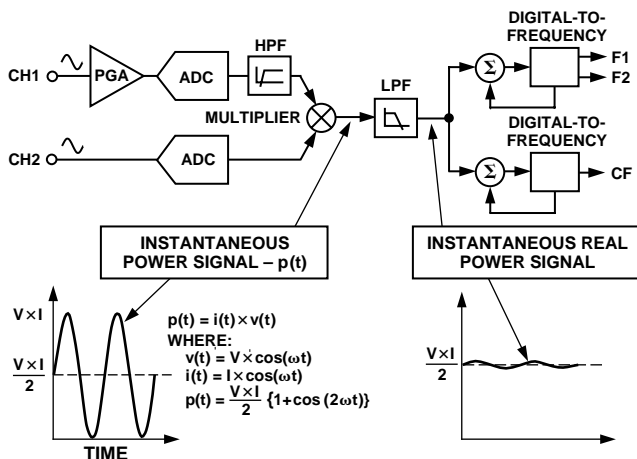 DIGITAL-TO-
FREQUENCY
HPF
F1
CH1
PGA
ADC
Σ
F2
LPF
MULTIPLIER
DIGITAL-TO-
FREQUENCY
CH2
ADC
Σ
CF
INSTANTANEOUS
POWER SIGNAL – p(t)
INSTANTANEOUS REAL
POWER SIGNAL
V × I
p(t) = i(t) × v(t)
WHERE:
v(t) = V × cos(ωt)
i(t) = I × cos(ωt)
p(t) = V × I / 2 {1+cos (2ωt)}
V × I
2
TIME
V × I
2